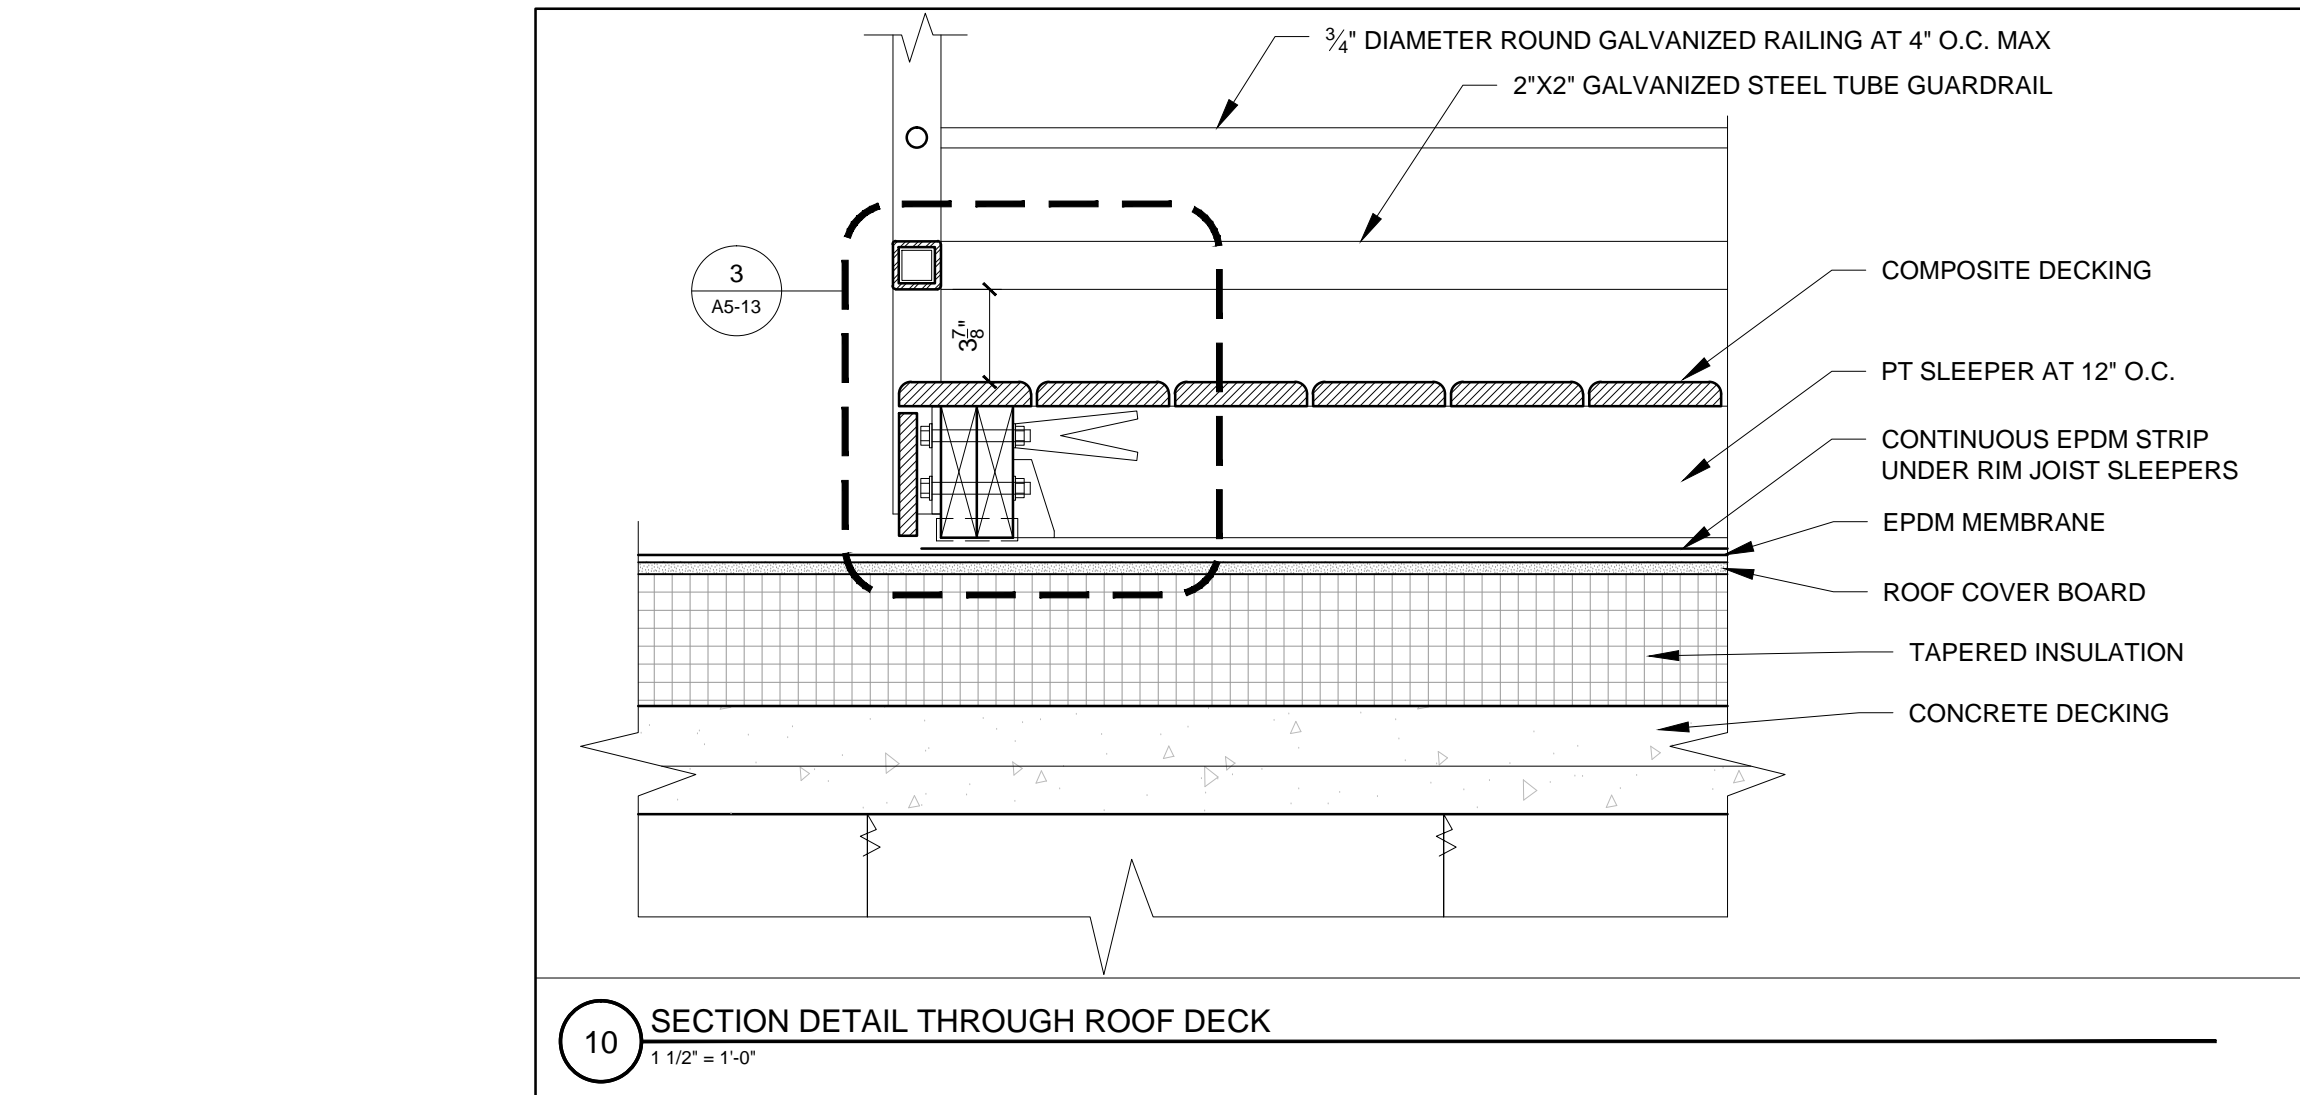 3/4" DIAMETER ROUND GALVANIZED RAILING AT 4" O.C. MAX
2"X2" GALVANIZED STEEL TUBE GUARDRAIL
3
A5-13
3 7/8"
COMPOSITE DECKING
PT SLEEPER AT 12" O.C.
CONTINUOUS EPDM STRIP
UNDER RIM JOIST SLEEPERS
EPDM MEMBRANE
ROOF COVER BOARD
TAPERED INSULATION
CONCRETE DECKING
10
SECTION DETAIL THROUGH ROOF DECK
1 1/2" = 1'-0"